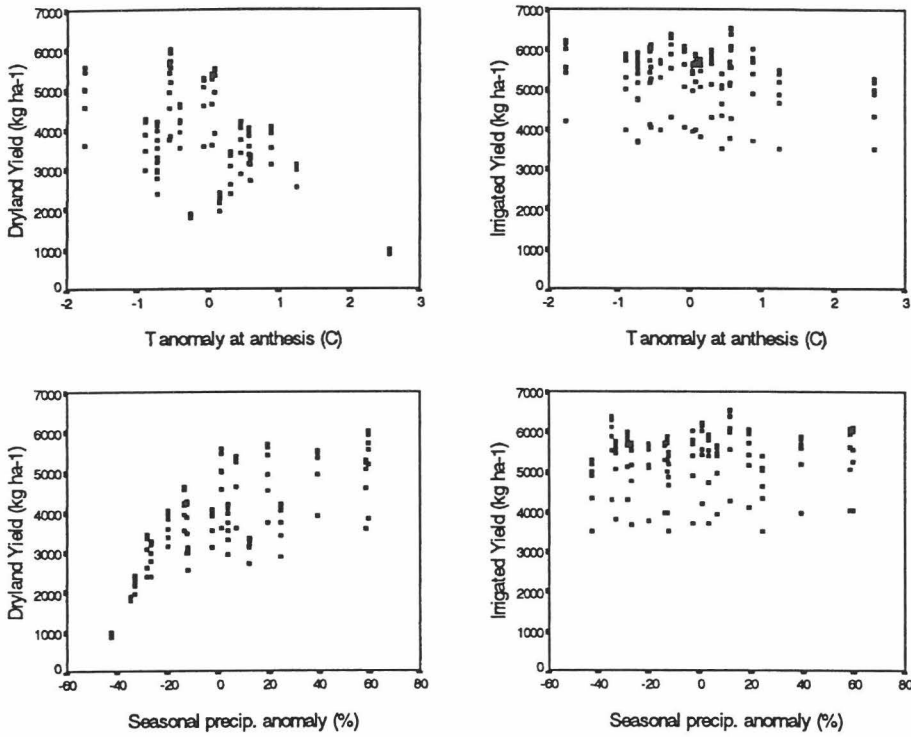 Dryland Yield (kg ha-1)
7000
6000
5000
4000
3000
2000
1000
0
-2 -1 0 1 2 3
T anomaly at anthesis (C)
Irrigated Yield (kg ha-1)
7000
6000
5000
4000
3000
2000
1000
0
-2 -1 0 1 2 3
T anomaly at anthesis (C)
Dryland Yield (kg ha-1)
7000
6000
5000
4000
3000
2000
1000
0
-60 -40 -20 0 20 40 60 80
Seasonal precip. anomaly (%)
Irrigated Yield (kg ha-1)
7000
6000
5000
4000
3000
2000
1000
0
-60 -40 -20 0 20 40 60 80
Seasonal precip. anomaly (%)